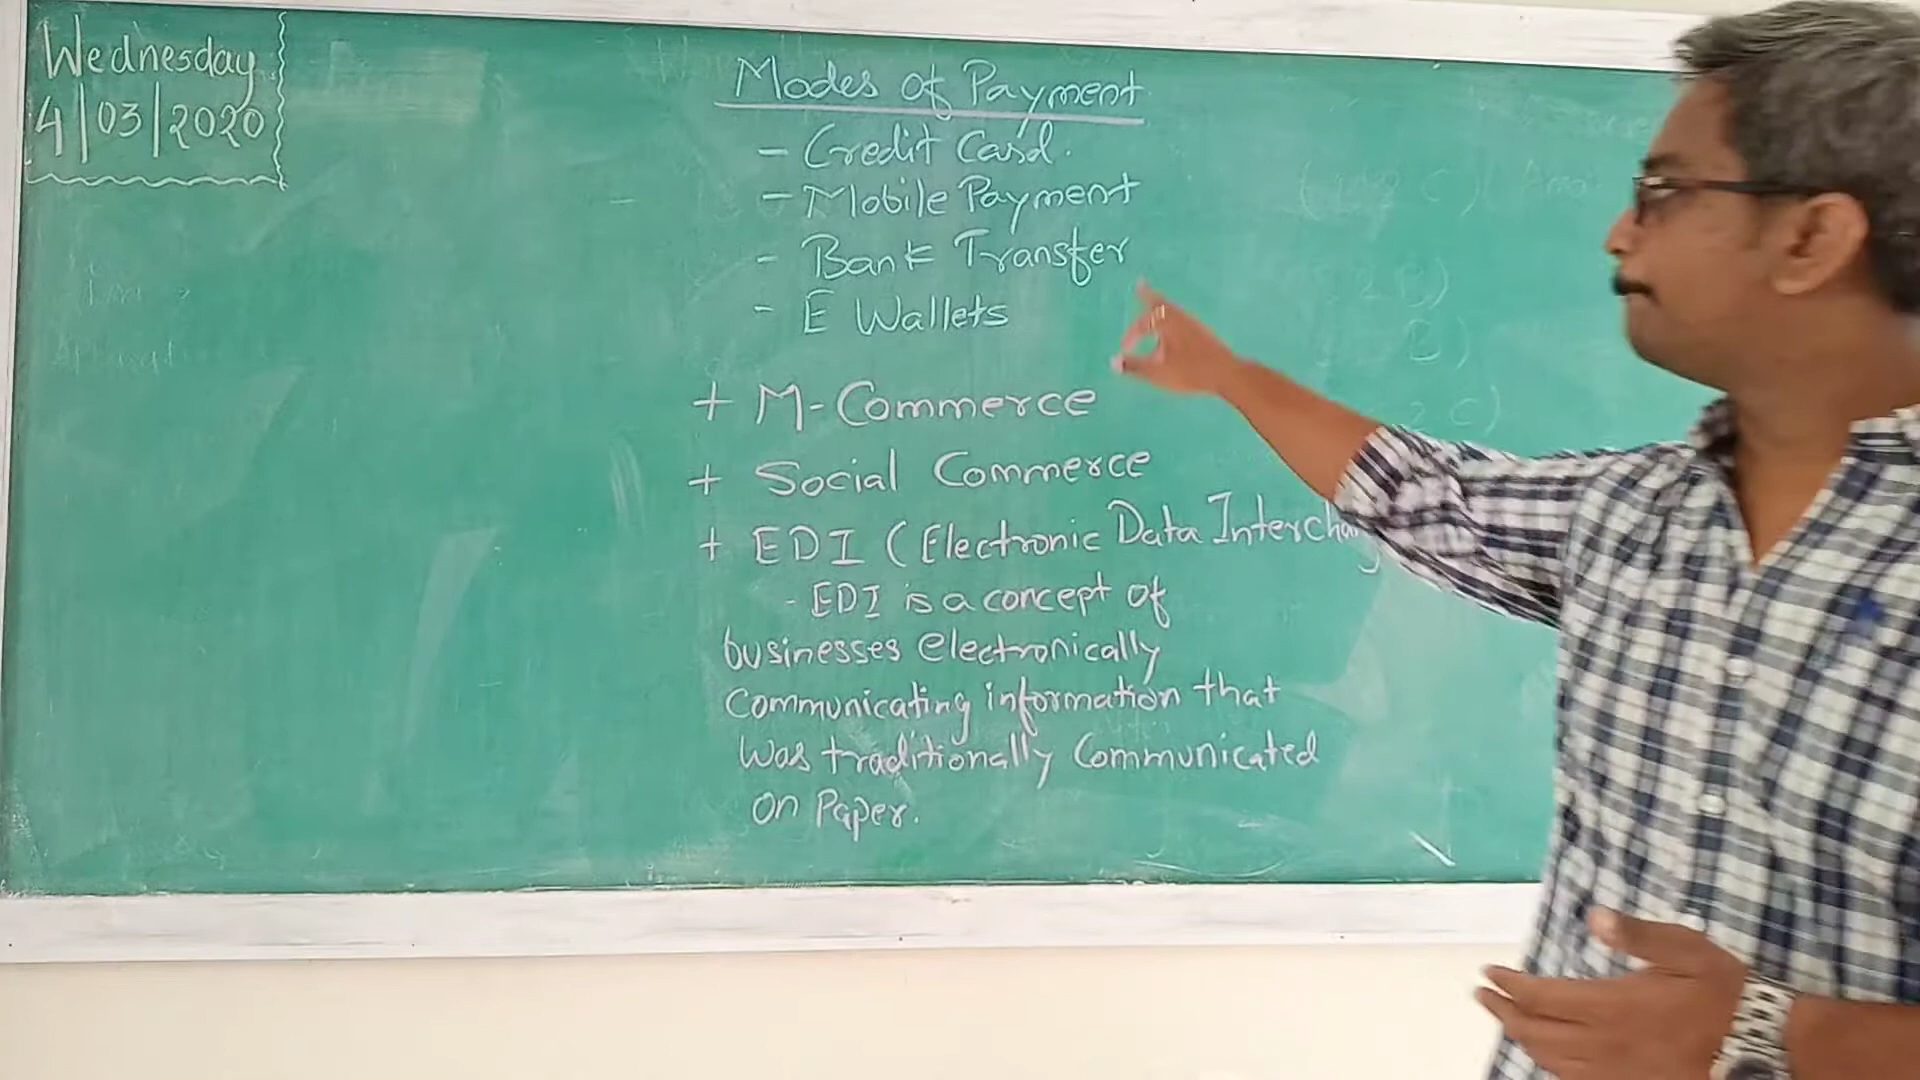 Wednesday
4/03/2020
Modes of Payment
- Credit Card.
- Mobile Payment
- Bank Transfer
- E Wallets
+ M-Commerce
+ Social Commerce
+ EDI (Electronic Data Interchang
- EDI is a concept of
businesses electronically
communicating information that
was traditionally communicated
on Paper.